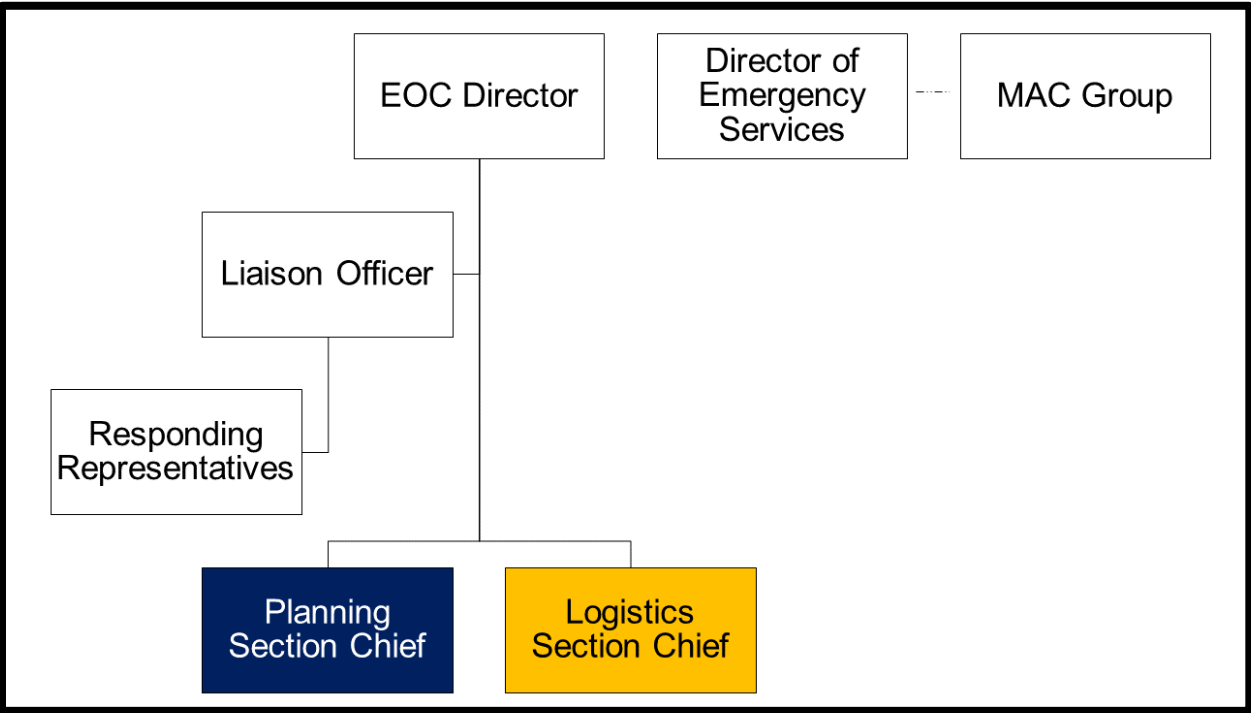 EOC Director
Director of
Emergency
Services
MAC Group
Liaison Officer
Responding
Representatives
Planning
Section Chief
Logistics
Section Chief